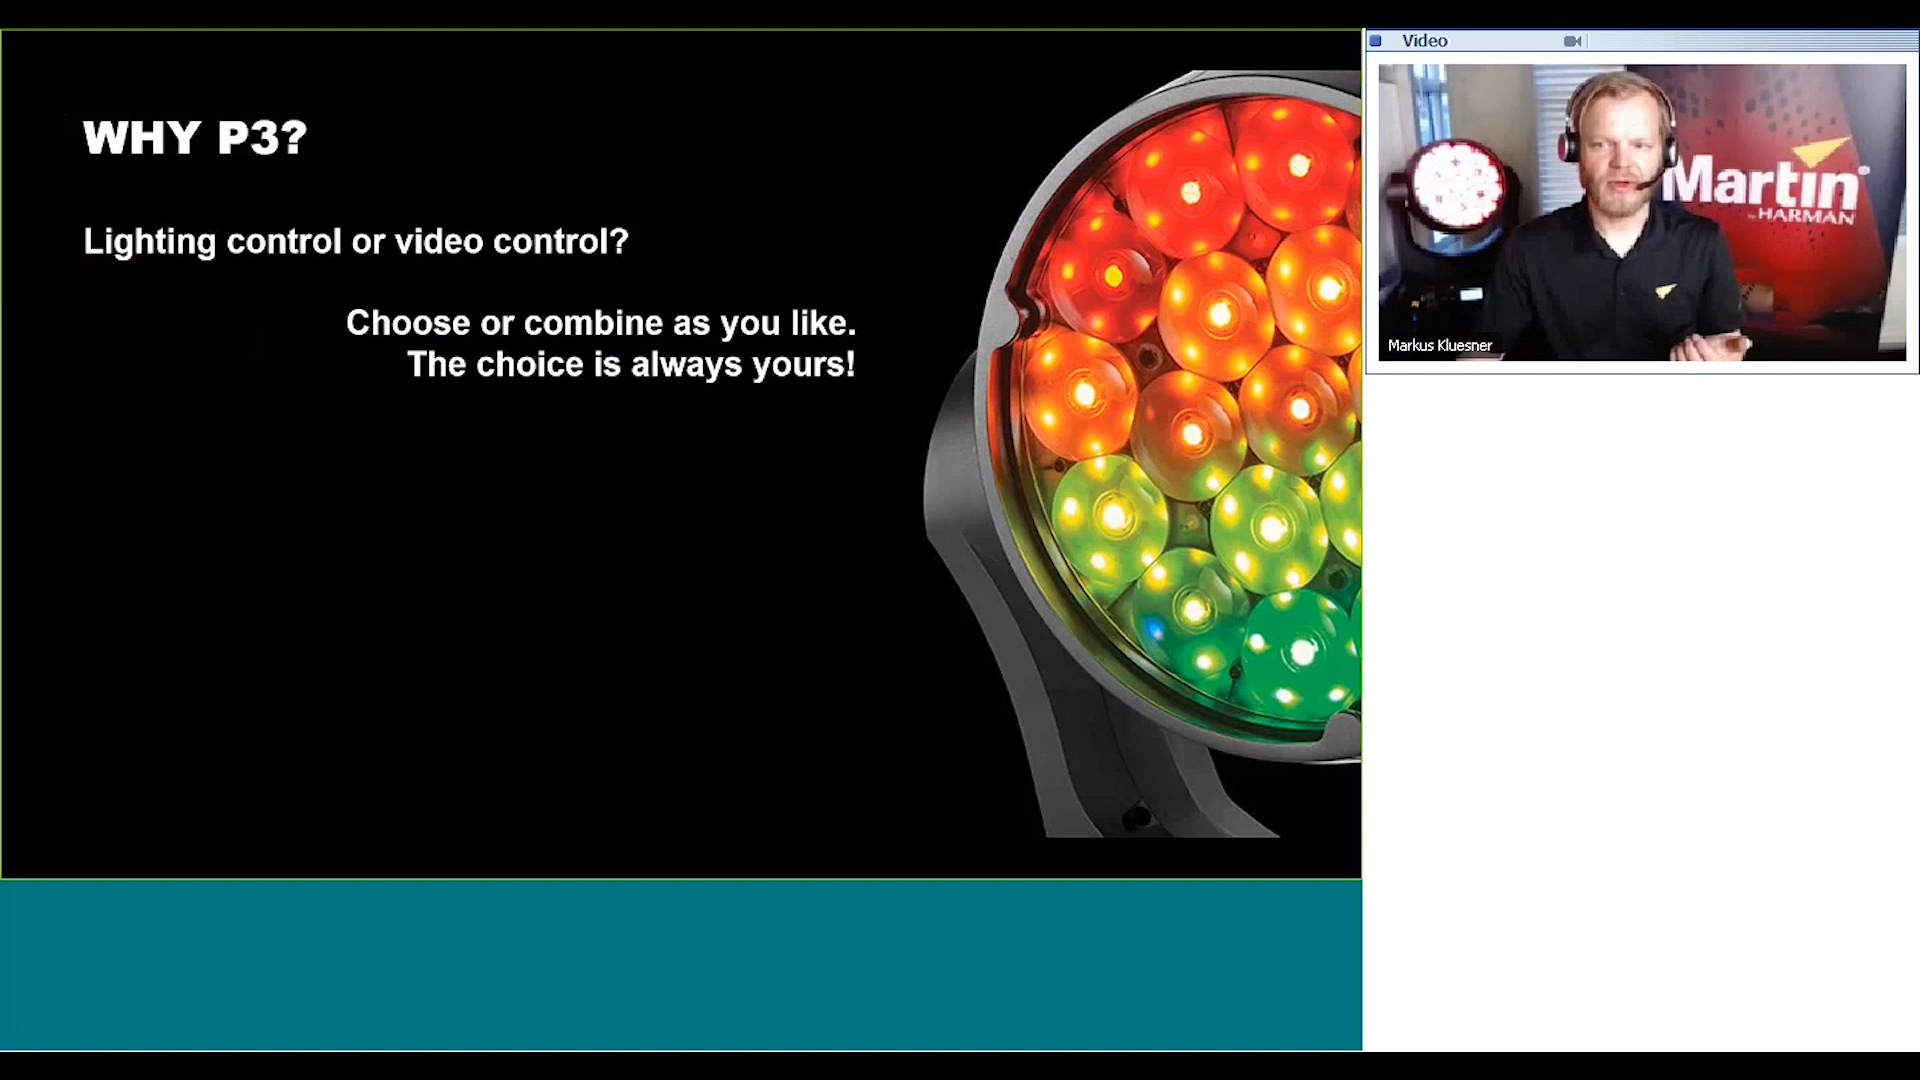 WHY P3?
Lighting control or video control?
Choose or combine as you like.
The choice is always yours!
Video
Martin®
by HARMAN
Markus Kluesner